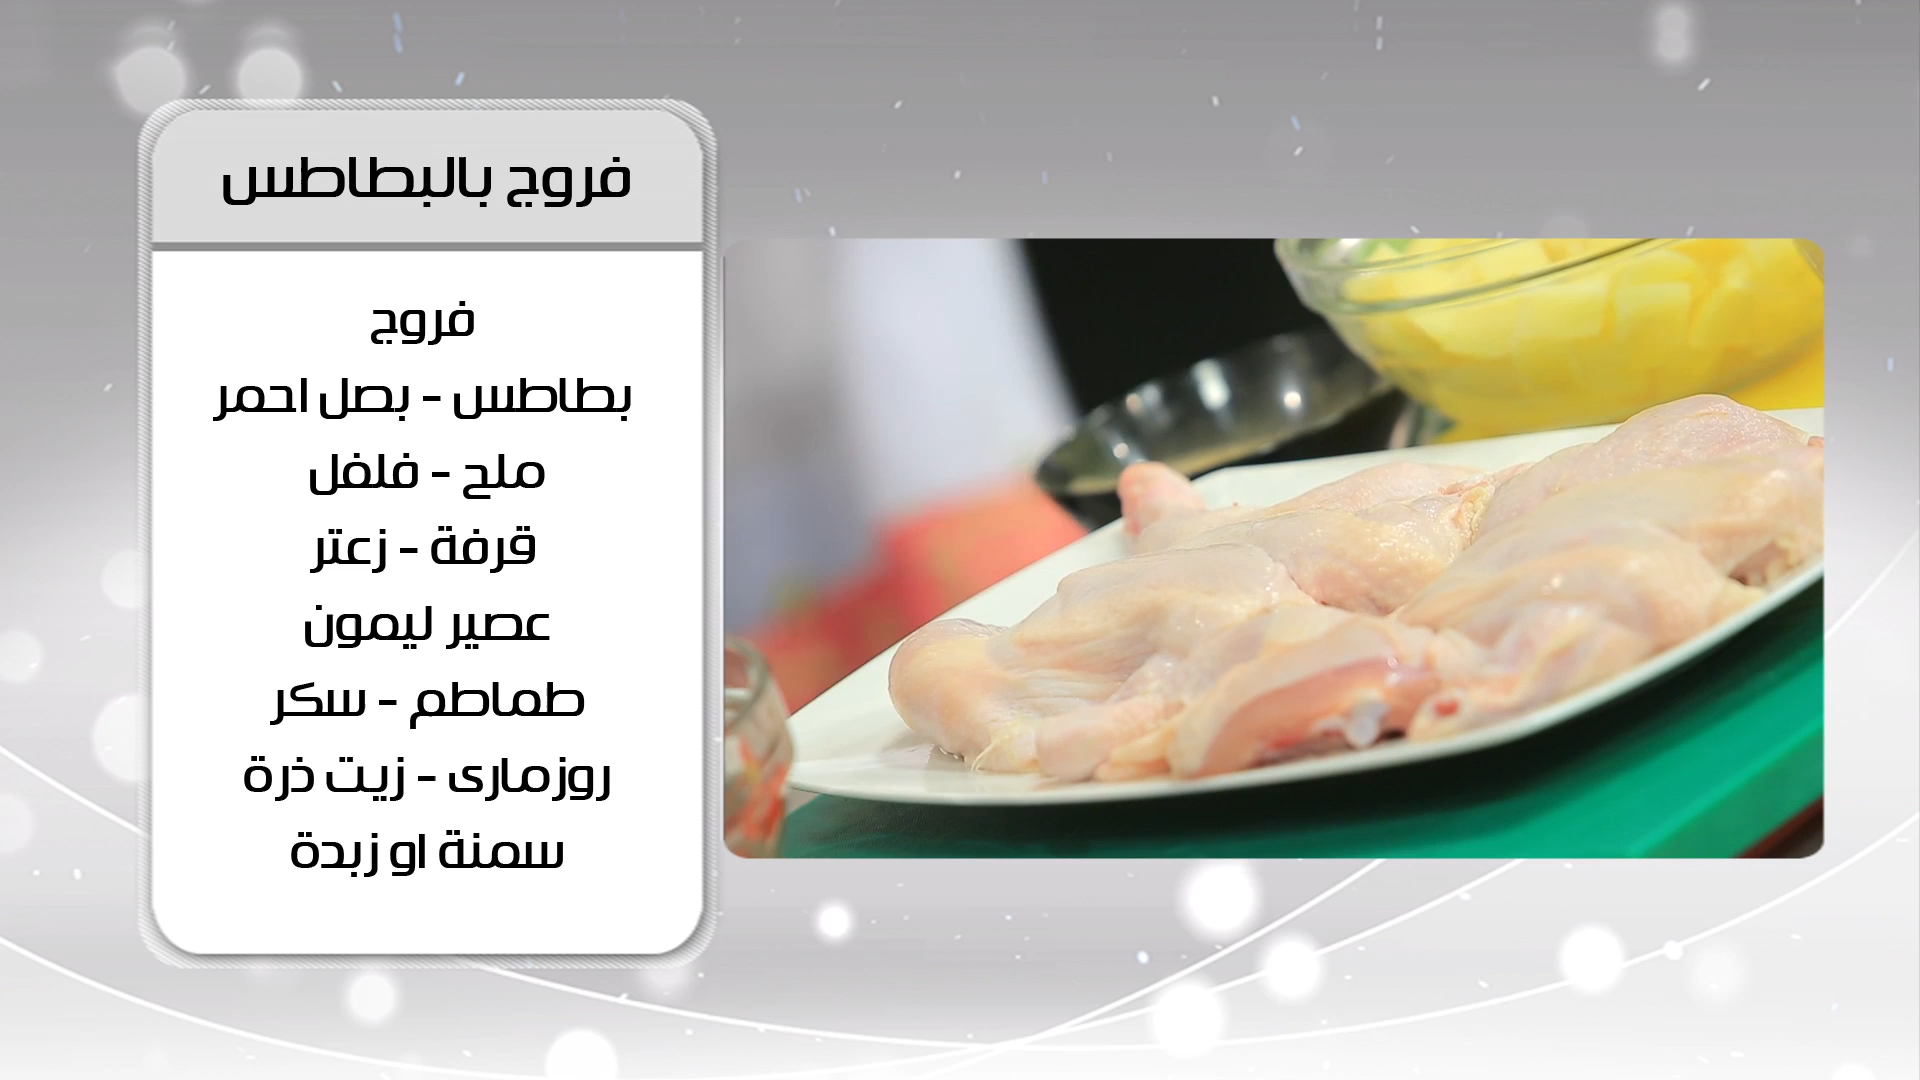 فروج بالبطاطس
فروج
بطاطس - بصل احمر
ملح - فلفل
قرفة - زعتر
عصير ليمون
طماطم - سكر
روزمارى - زيت ذرة
سمنة او زبدة